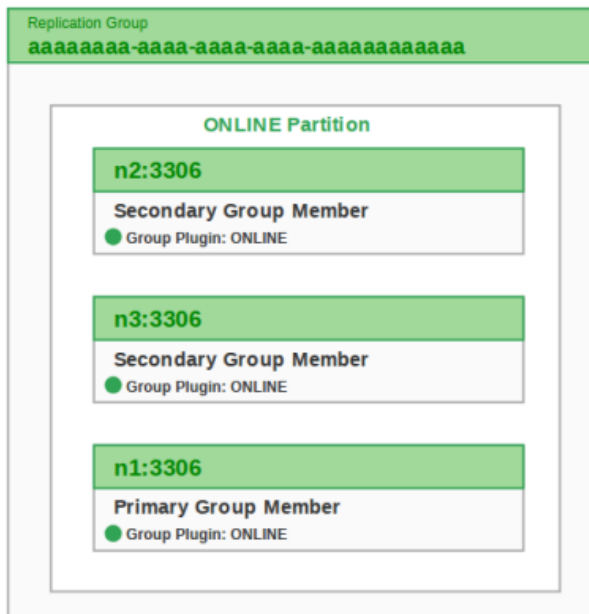 Replication Group
aaaaaaaa-aaaa-aaaa-aaaa-aaaaaaaaaaaa
ONLINE Partition
n2:3306
Secondary Group Member
Group Plugin: ONLINE
n3:3306
Secondary Group Member
Group Plugin: ONLINE
n1:3306
Primary Group Member
Group Plugin: ONLINE